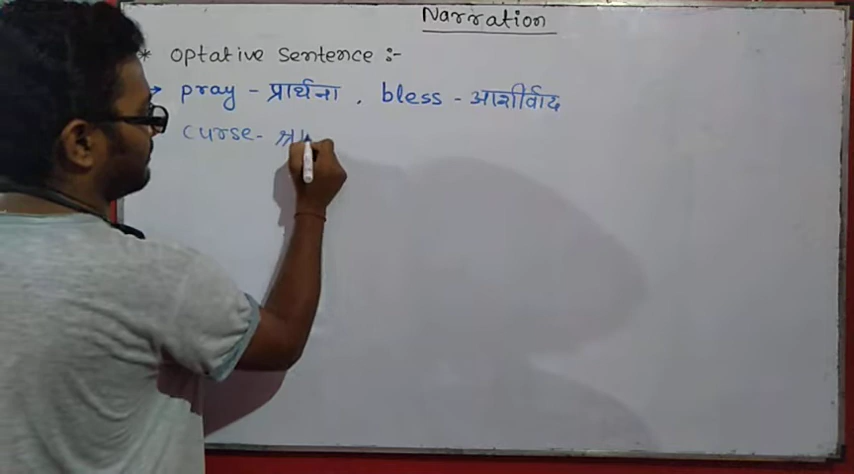 Narration
* Optative Sentence :-
→ pray - प्रार्थना , bless - आशीर्वाद
curse -